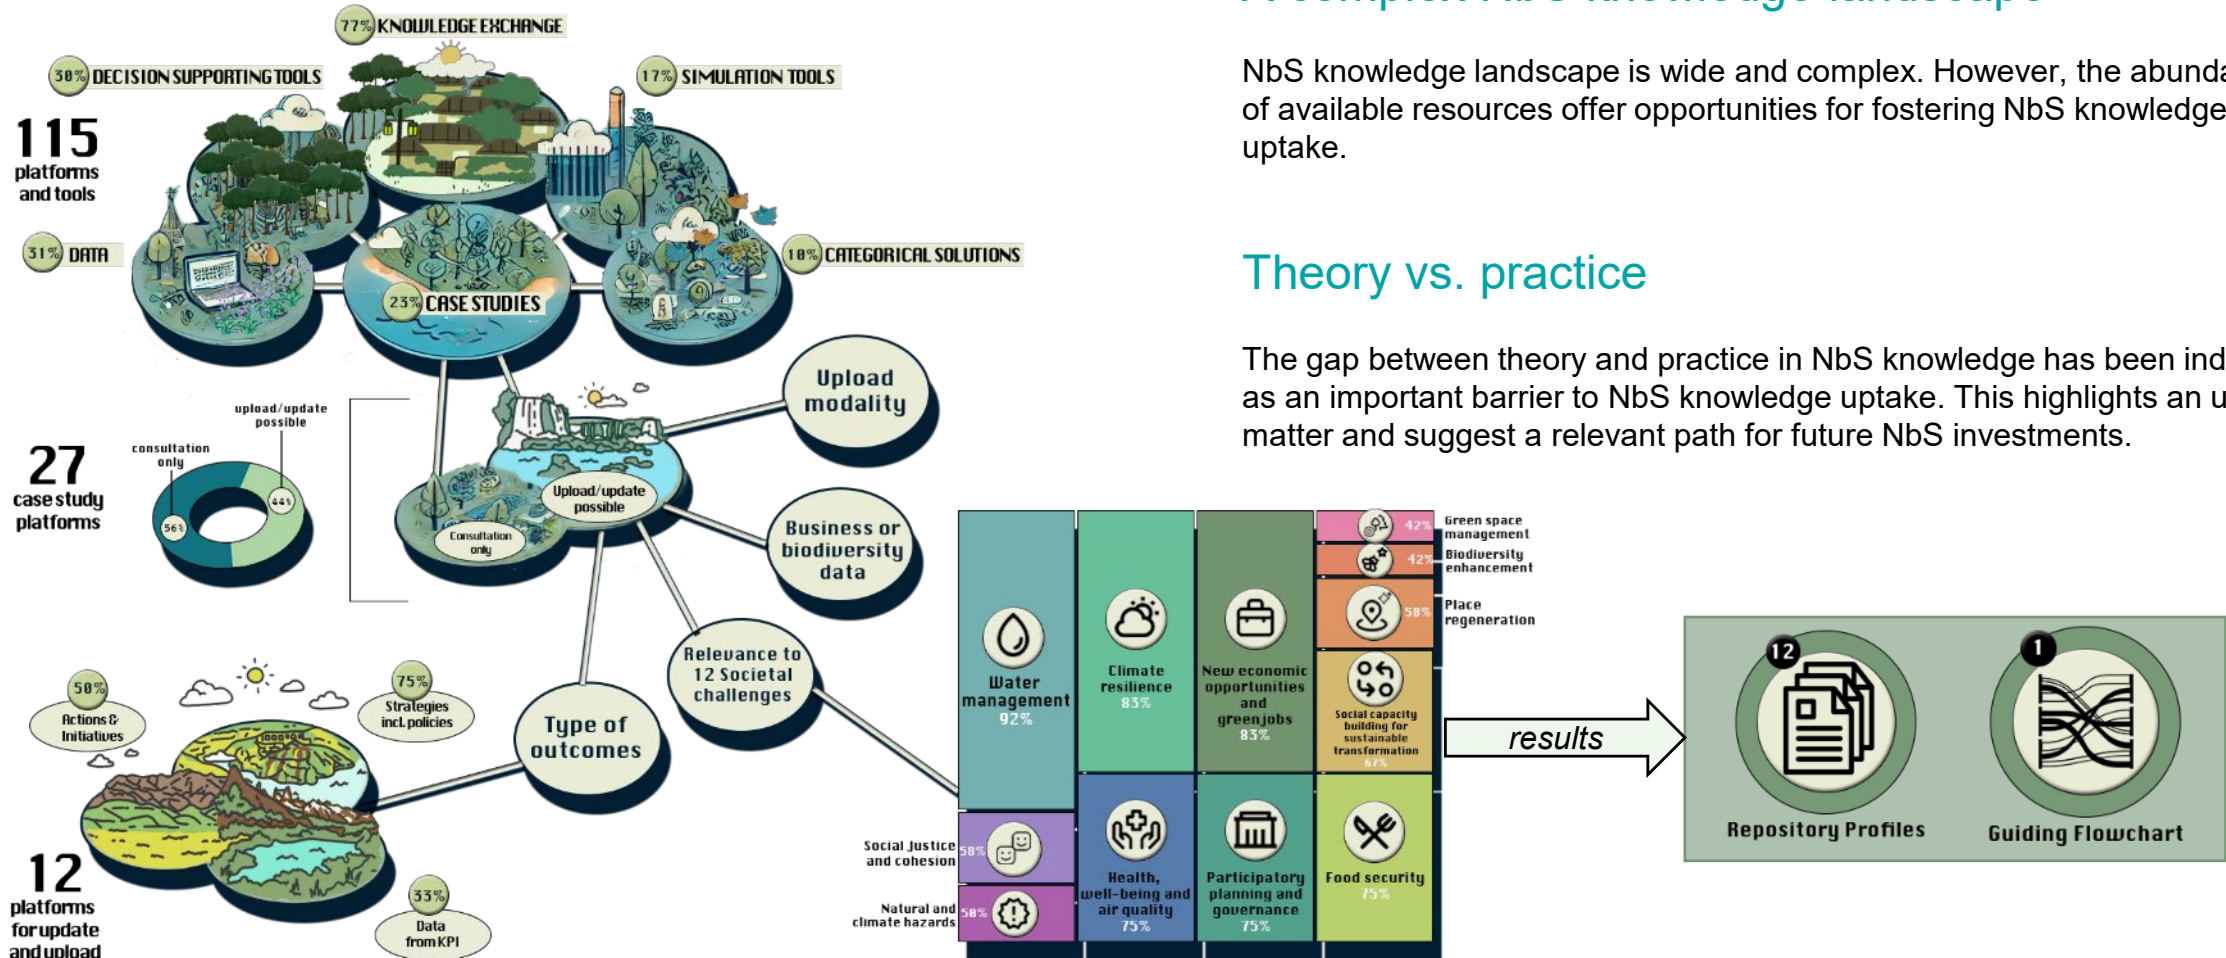 77% KNOWLEDGE EXCHANGE
30% DECISION SUPPORTING TOOLS
17% SIMULATION TOOLS
115
platforms
and tools
31% DATA
23% CASE STUDIES
10% CATEGORICAL SOLUTIONS
NbS knowledge landscape is wide and complex. However, the
of available resources offer opportunities for fostering NbS knowledge
uptake.
Theory vs. practice
The gap between theory and practice in NbS knowledge has been
as an important barrier to NbS knowledge uptake. This highlights an
matter and suggest a relevant path for future NbS investments.
27
case study
platforms
consultation
only
56%
upload/update
possible
44%
Consultation
only
Upload/update
possible
Upload
modality
Business or
biodiversity
data
Relevance to
12 Societal
challenges
Type of
outcomes
12
platforms
for update
and upload
50%
Actions &
Initiatives
75%
Strategies
incl. policies
33%
Data
from KPI
Water
management
92%
Social Justice
and cohesion
58%
Natural and
climate hazards
50%
Climate
resilience
83%
Health,
well-being and
air quality
75%
New economic
opportunities
and
green jobs
83%
Participatory
planning and
governance
75%
42%
Green space
management
42%
Biodiversity
enhancement
58%
Place
regeneration
Social capacity
building for
sustainable
transformation
67%
Food security
75%
results
12
Repository Profiles
1
Guiding Flowchart